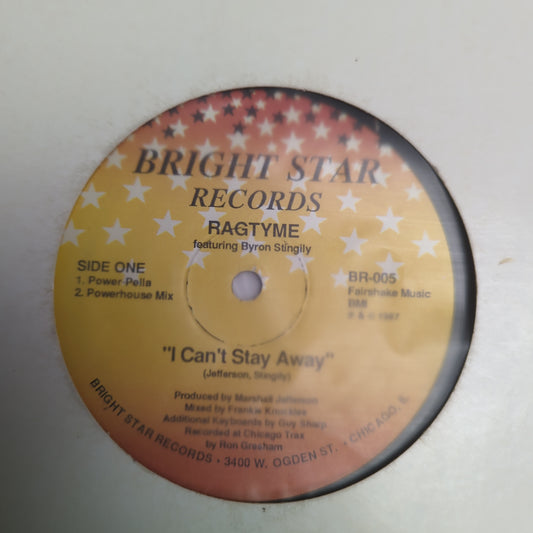 BRIGHT STAR
RECORDS
RAGTYME
featuring Byron Stingily
SIDE ONE
1. Power-Pella
2. Powerhouse Mix
BR-005
Fairshake Music
BMI
P & © 1987
"I Can't Stay Away"
(Jefferson, Stingily)
Produced by Marshall Jefferson
Mixed by Frankie Knuckles
Additional Keyboards by Guy Sharp
Recorded at Chicago Trax
by Ron Gresham
BRIGHT STAR RECORDS • 3400 W. OGDEN ST. • CHICAGO, IL